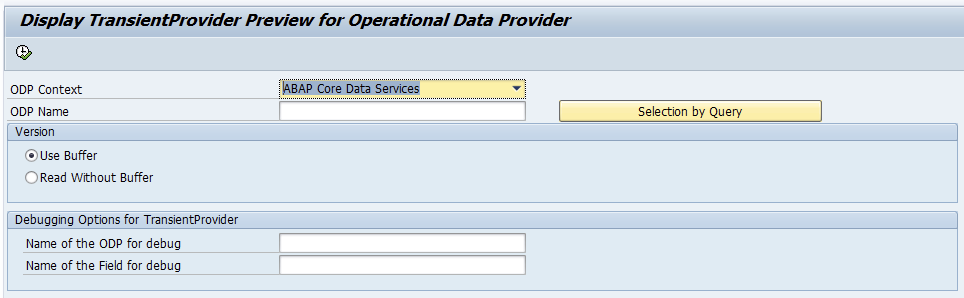 Display TransientProvider Preview for Operational Data Provider
ODP Context ABAP Core Data Services
ODP Name Selection by Query
Version
Use Buffer
Read Without Buffer
Debugging Options for TransientProvider
Name of the ODP for debug
Name of the Field for debug